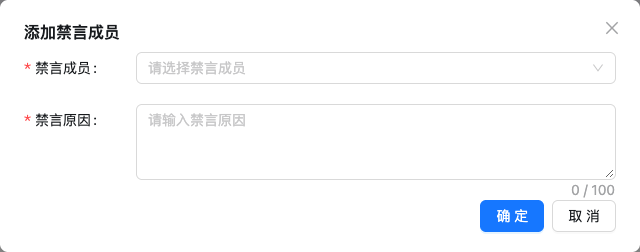 添加禁言成员
* 禁言成员：
请选择禁言成员
* 禁言原因：
请输入禁言原因
0 / 100
确 定
取 消